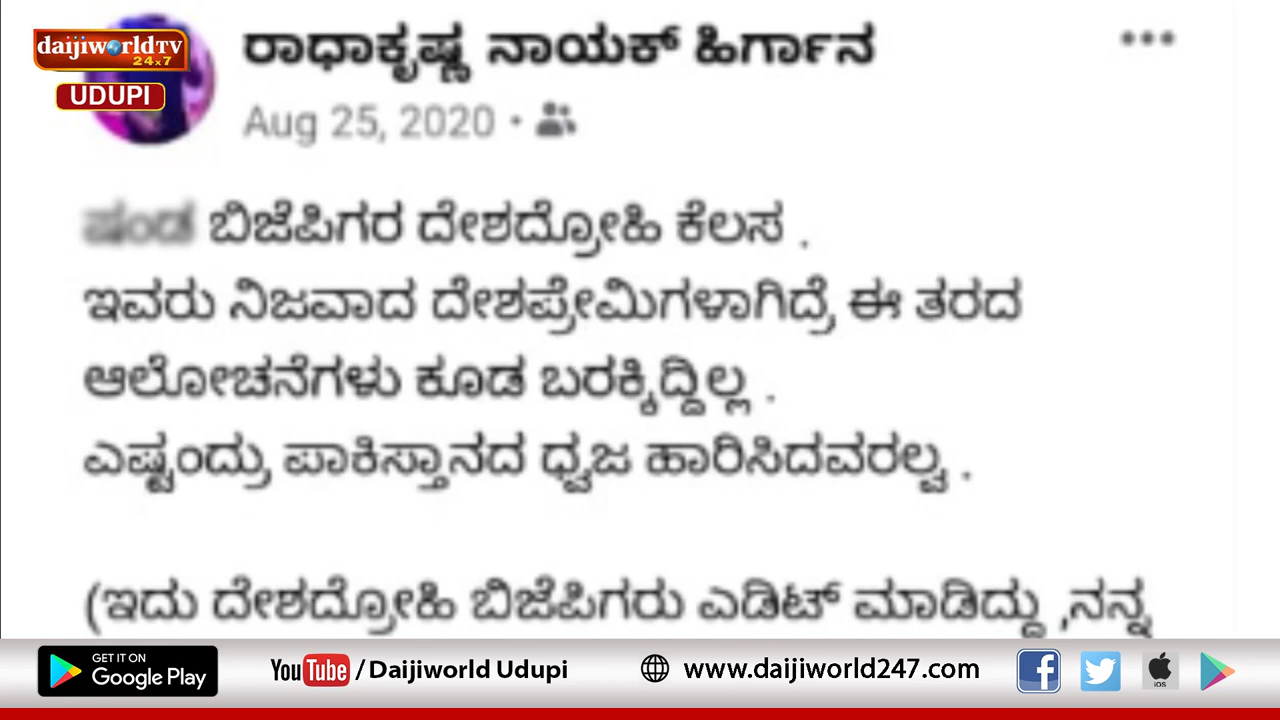 daijiworldTV
24x7
UDUPI
ರಾಧಾಕೃಷ್ಣ ನಾಯಕ್ ಹಿರ್ಗಾನ
Aug 25, 2020 •
ಬಿಜೆಪಿಗರ ದೇಶದ್ರೋಹಿ ಕೆಲಸ .
ಇವರು ನಿಜವಾದ ದೇಶಪ್ರೇಮಿಗಳಾಗಿದ್ರೆ ಈ ತರದ
ಆಲೋಚನೆಗಳು ಕೂಡ ಬರಕ್ಕಿದ್ದಿಲ್ಲ .
ಎಷ್ಟಂದ್ರು ಪಾಕಿಸ್ತಾನದ ಧ್ವಜ ಹಾರಿಸಿದವರಲ್ವ .
(ಇದು ದೇಶದ್ರೋಹಿ ಬಿಜೆಪಿಗರು ಎಡಿಟ್ ಮಾಡಿದ್ದು ,ನನ್ನ
GET IT ON
Google Play
YouTube / Daijiworld Udupi
www.daijiworld247.com
iOS